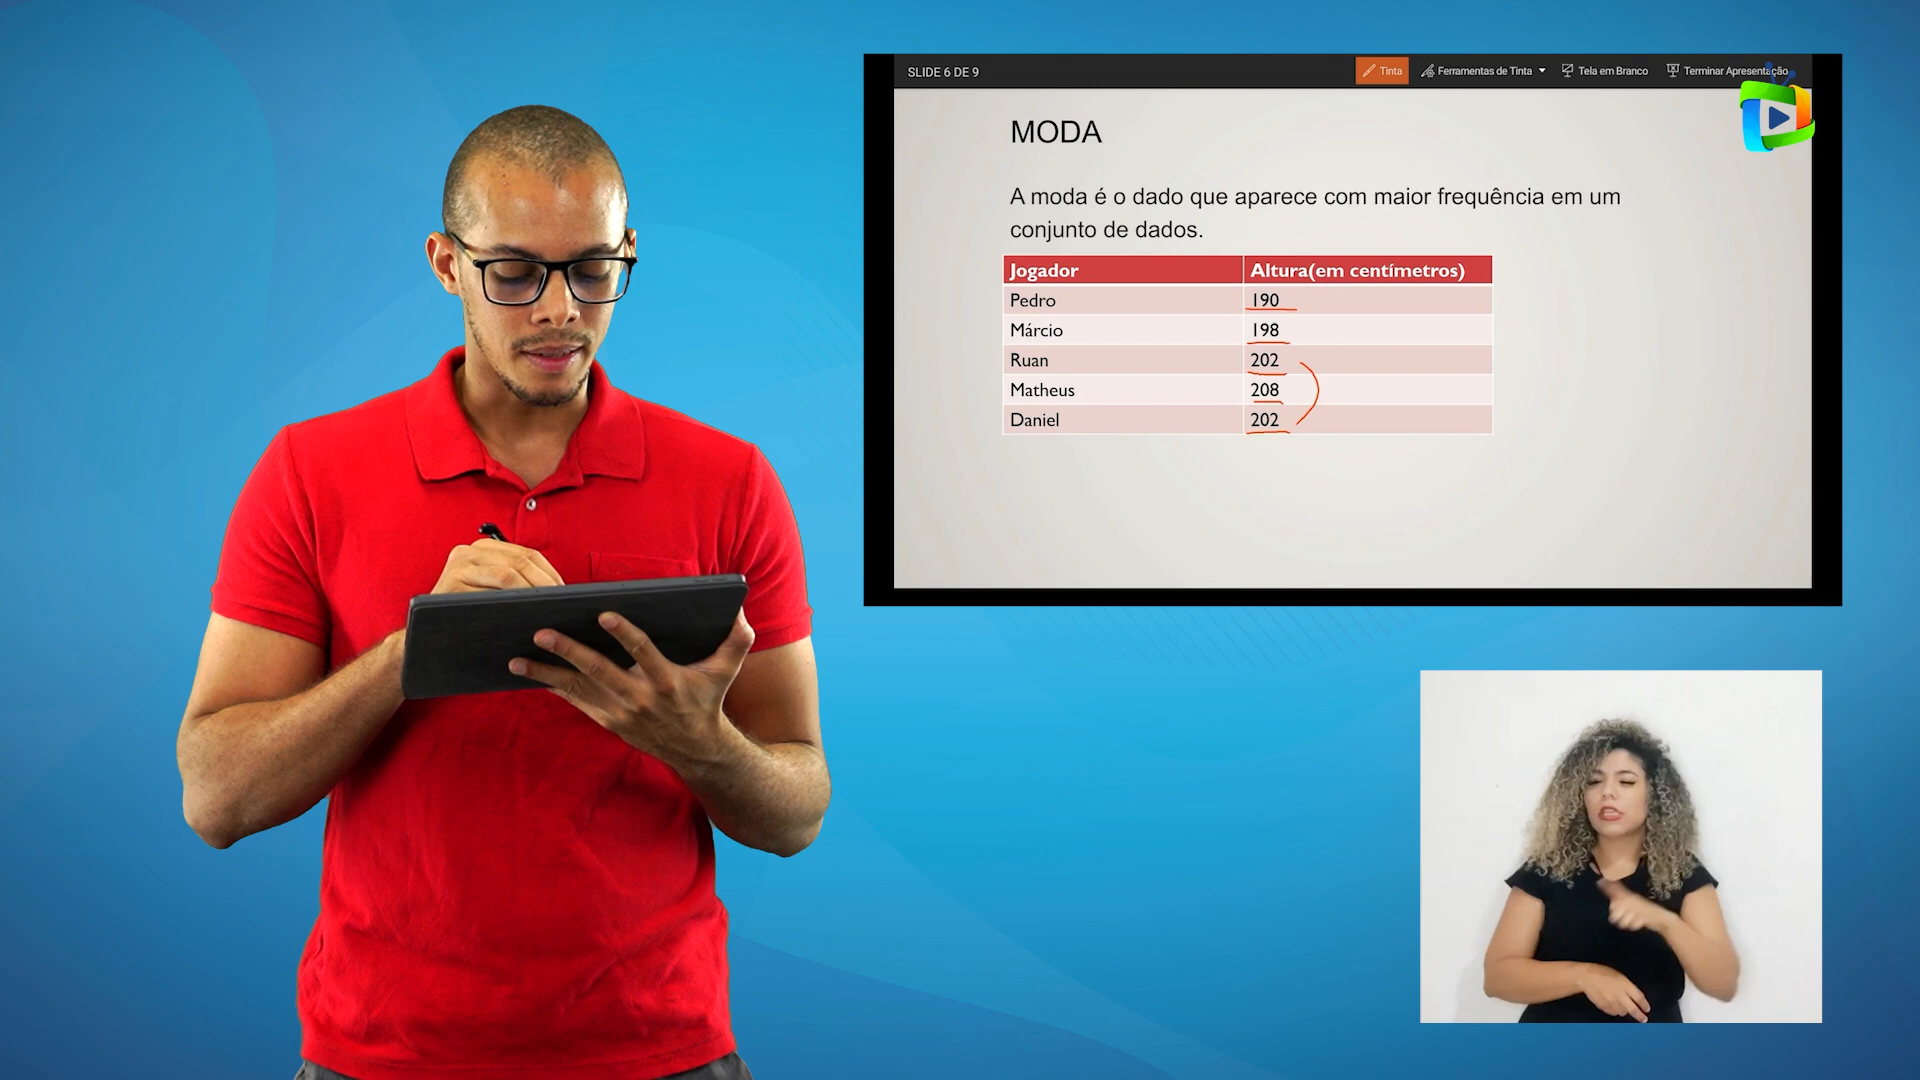 SLIDE 6 DE 9
Tinta
Ferramentas de Tinta
Tela em Branco
Terminar Apresentação
MODA
A moda é o dado que aparece com maior frequência em um
conjunto de dados.
Jogador Altura(em centímetros)
Pedro 190
Márcio 198
Ruan 202
Matheus 208
Daniel 202